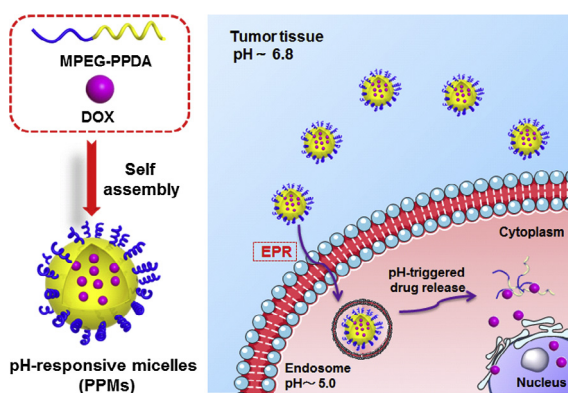 MPEG-PPDA
DOX
Self
assembly
pH-responsive micelles
(PPMs)
Tumor tissue
pH ~ 6.8
EPR
Cytoplasm
pH-triggered
drug release
Endosome
pH~ 5.0
Nucleus